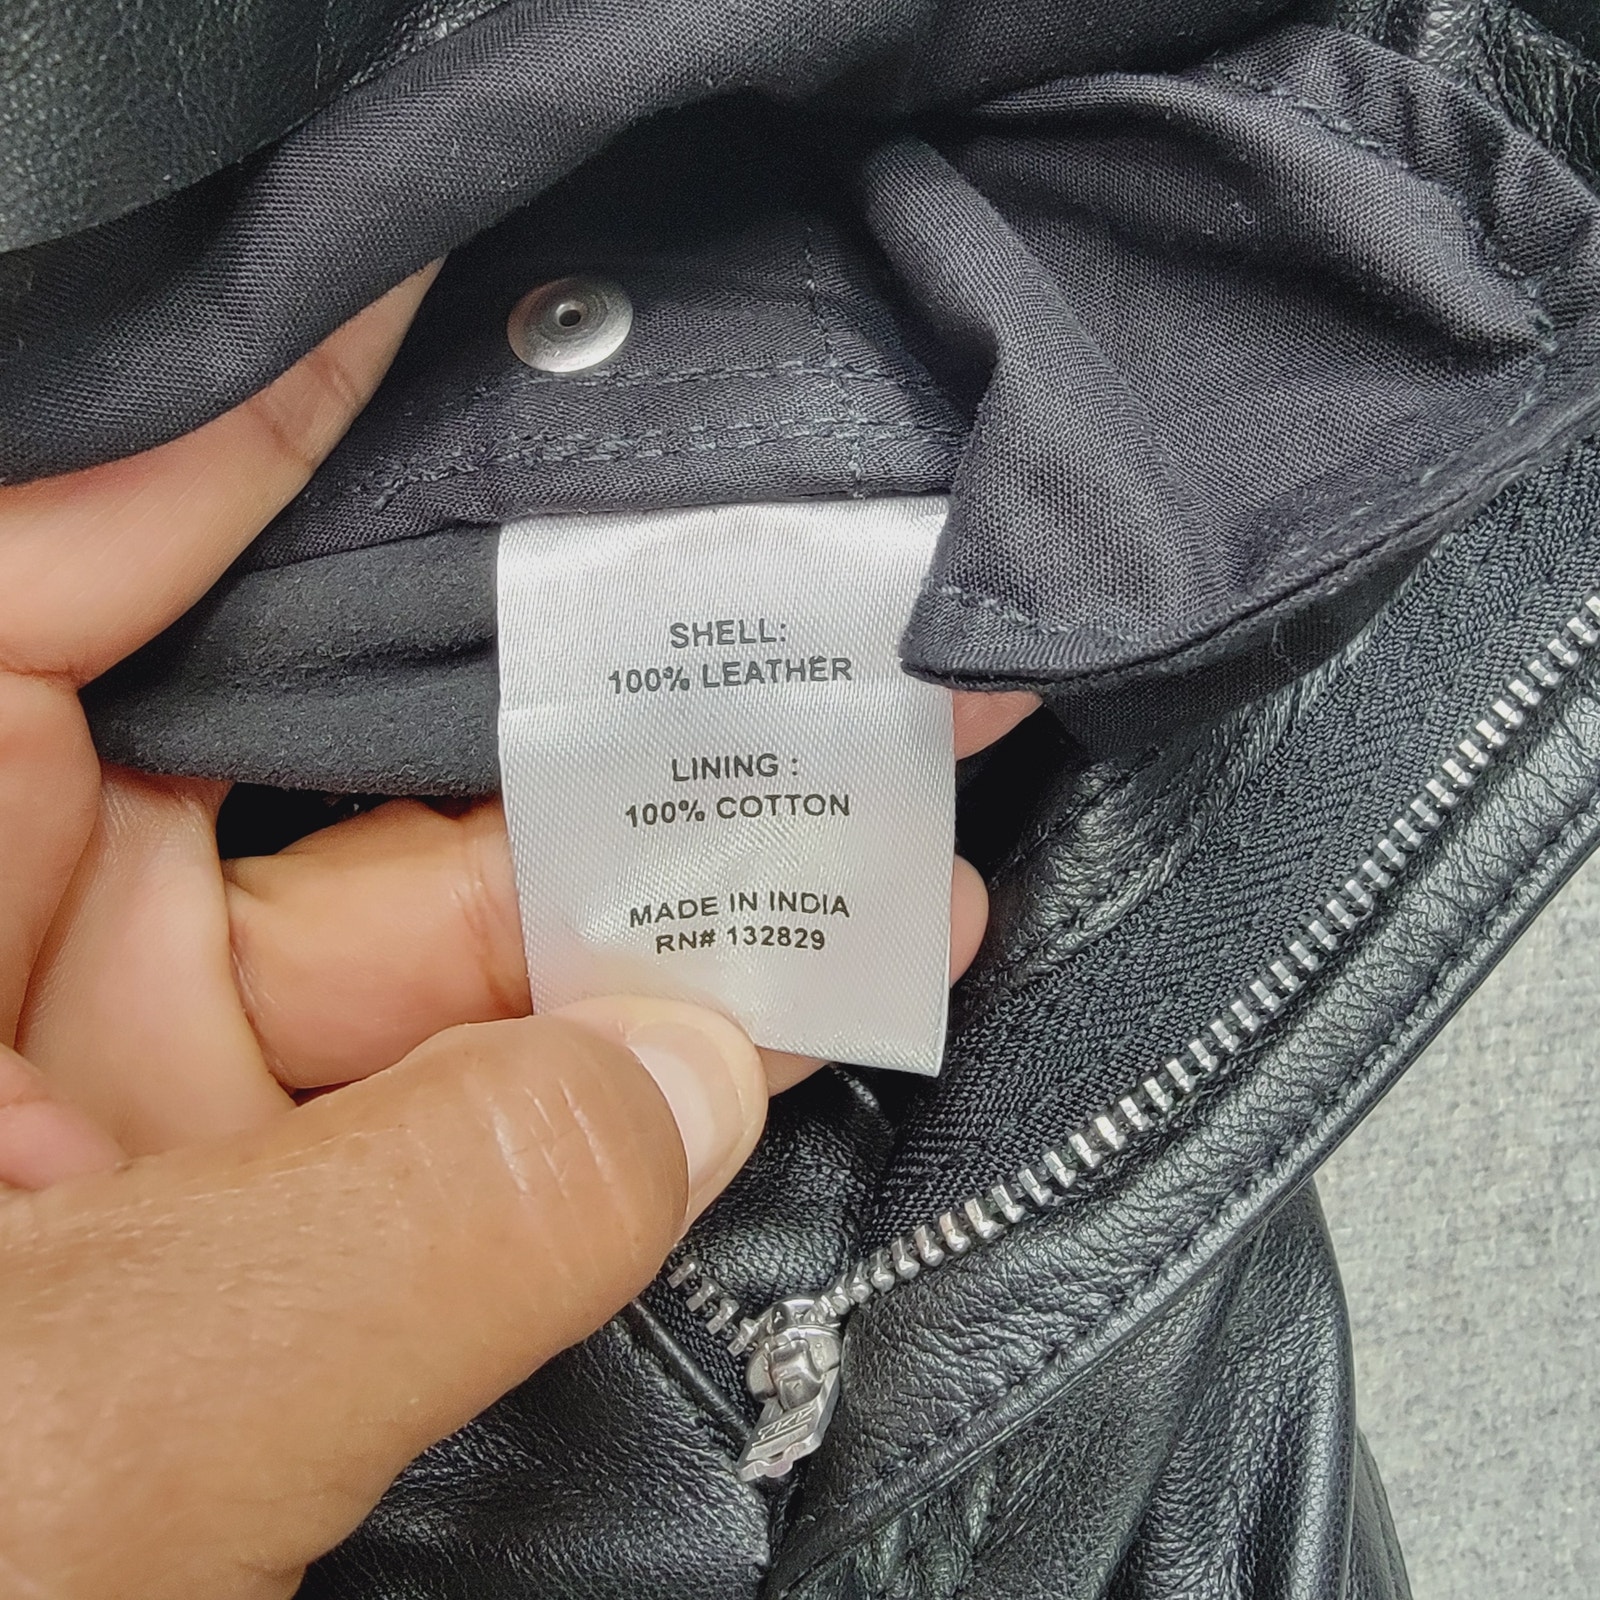 SHELL:
100% LEATHER
LINING :
100% COTTON
MADE IN INDIA
RN# 132829